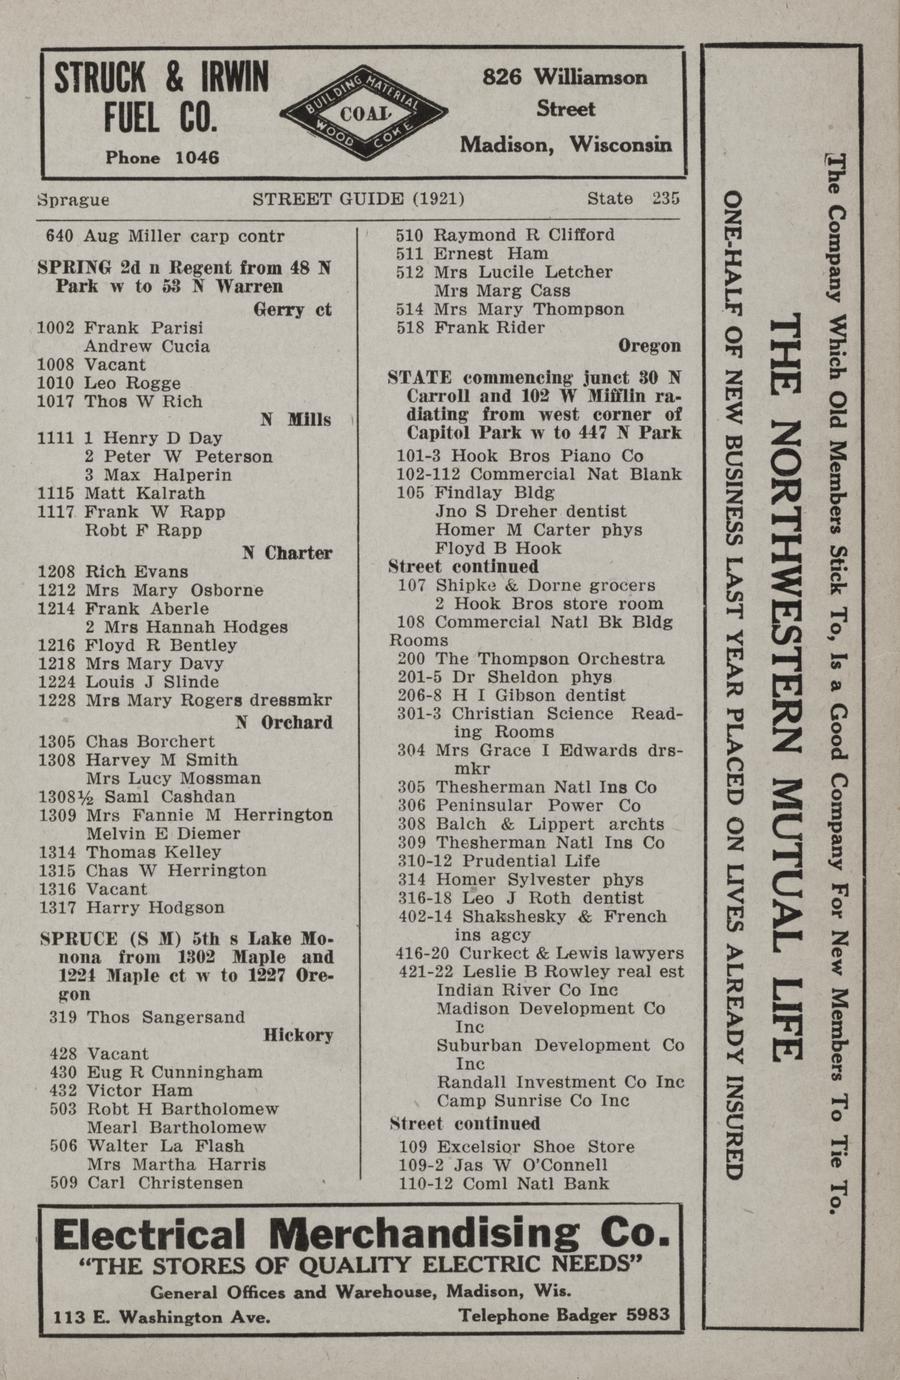 STRUCK & IRWIN
FUEL CO.
Phone 1046
BUILDING MATERIAL
COAL
WOOD COKE
826 Williamson
Street
Madison, Wisconsin
Sprague STREET GUIDE (1921) State 235
640 Aug Miller carp contr
SPRING 2d n Regent from 48 N
Park w to 53 N Warren
Gerry ct
1002 Frank Parisi
Andrew Cucia
1008 Vacant
1010 Leo Rogge
1017 Thos W Rich
N Mills
1111 1 Henry D Day
2 Peter W Peterson
3 Max Halperin
1115 Matt Kalrath
1117 Frank W Rapp
Robt F Rapp
N Charter
1208 Rich Evans
1212 Mrs Mary Osborne
1214 Frank Aberle
2 Mrs Hannah Hodges
1216 Floyd R Bentley
1218 Mrs Mary Davy
1224 Louis J Slinde
1228 Mrs Mary Rogers dressmkr
N Orchard
1305 Chas Borchert
1308 Harvey M Smith
Mrs Lucy Mossman
1308½ Saml Cashdan
1309 Mrs Fannie M Herrington
Melvin E Diemer
1314 Thomas Kelley
1315 Chas W Herrington
1316 Vacant
1317 Harry Hodgson
SPRUCE (S M) 5th s Lake Mo-
nona from 1302 Maple and
1224 Maple ct w to 1227 Ore-
gon
319 Thos Sangersand
Hickory
428 Vacant
430 Eug R Cunningham
432 Victor Ham
503 Robt H Bartholomew
Mearl Bartholomew
506 Walter La Flash
Mrs Martha Harris
509 Carl Christensen
510 Raymond R Clifford
511 Ernest Ham
512 Mrs Lucile Letcher
Mrs Marg Cass
514 Mrs Mary Thompson
518 Frank Rider
Oregon
STATE commencing junct 30 N
Carroll and 102 W Mifflin ra-
diating from west corner of
Capitol Park w to 447 N Park
101-3 Hook Bros Piano Co
102-112 Commercial Nat Blank
105 Findlay Bldg
Jno S Dreher dentist
Homer M Carter phys
Floyd B Hook
Street continued
107 Shipke & Dorne grocers
2 Hook Bros store room
108 Commercial Natl Bk Bldg
Rooms
200 The Thompson Orchestra
201-5 Dr Sheldon phys
206-8 H I Gibson dentist
301-3 Christian Science Read-
ing Rooms
304 Mrs Grace I Edwards drs-
mkr
305 Thesherman Natl Ins Co
306 Peninsular Power Co
308 Balch & Lippert archts
309 Thesherman Natl Ins Co
310-12 Prudential Life
314 Homer Sylvester phys
316-18 Leo J Roth dentist
402-14 Shakshesky & French
ins agcy
416-20 Curkect & Lewis lawyers
421-22 Leslie B Rowley real est
Indian River Co Inc
Madison Development Co
Inc
Suburban Development Co
Inc
Randall Investment Co Inc
Camp Sunrise Co Inc
Street continued
109 Excelsior Shoe Store
109-2 Jas W O'Connell
110-12 Coml Natl Bank
The Company Which Old Members Stick To, Is a Good Company For New Members To Tie To.
THE NORTHWESTERN MUTUAL LIFE
ONE-HALF OF NEW BUSINESS LAST YEAR PLACED ON LIVES ALREADY INSURED
Electrical Merchandising Co.
"THE STORES OF QUALITY ELECTRIC NEEDS"
General Offices and Warehouse, Madison, Wis.
113 E. Washington Ave. Telephone Badger 5983